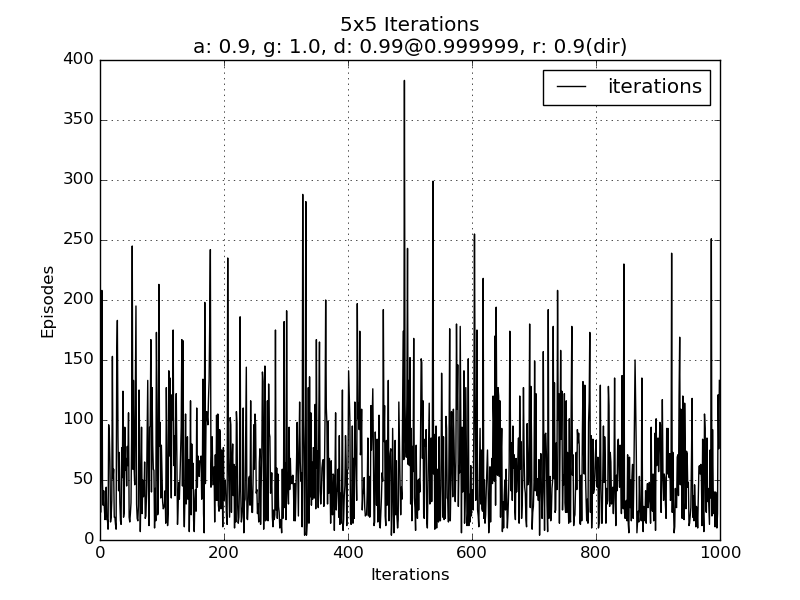 5x5 Iterations
a: 0.9, g: 1.0, d: 0.99@0.999999, r: 0.9(dir)
400
350
300
250
200
150
100
50
0
Episodes
iterations
0 200 400 600 800 1000
Iterations